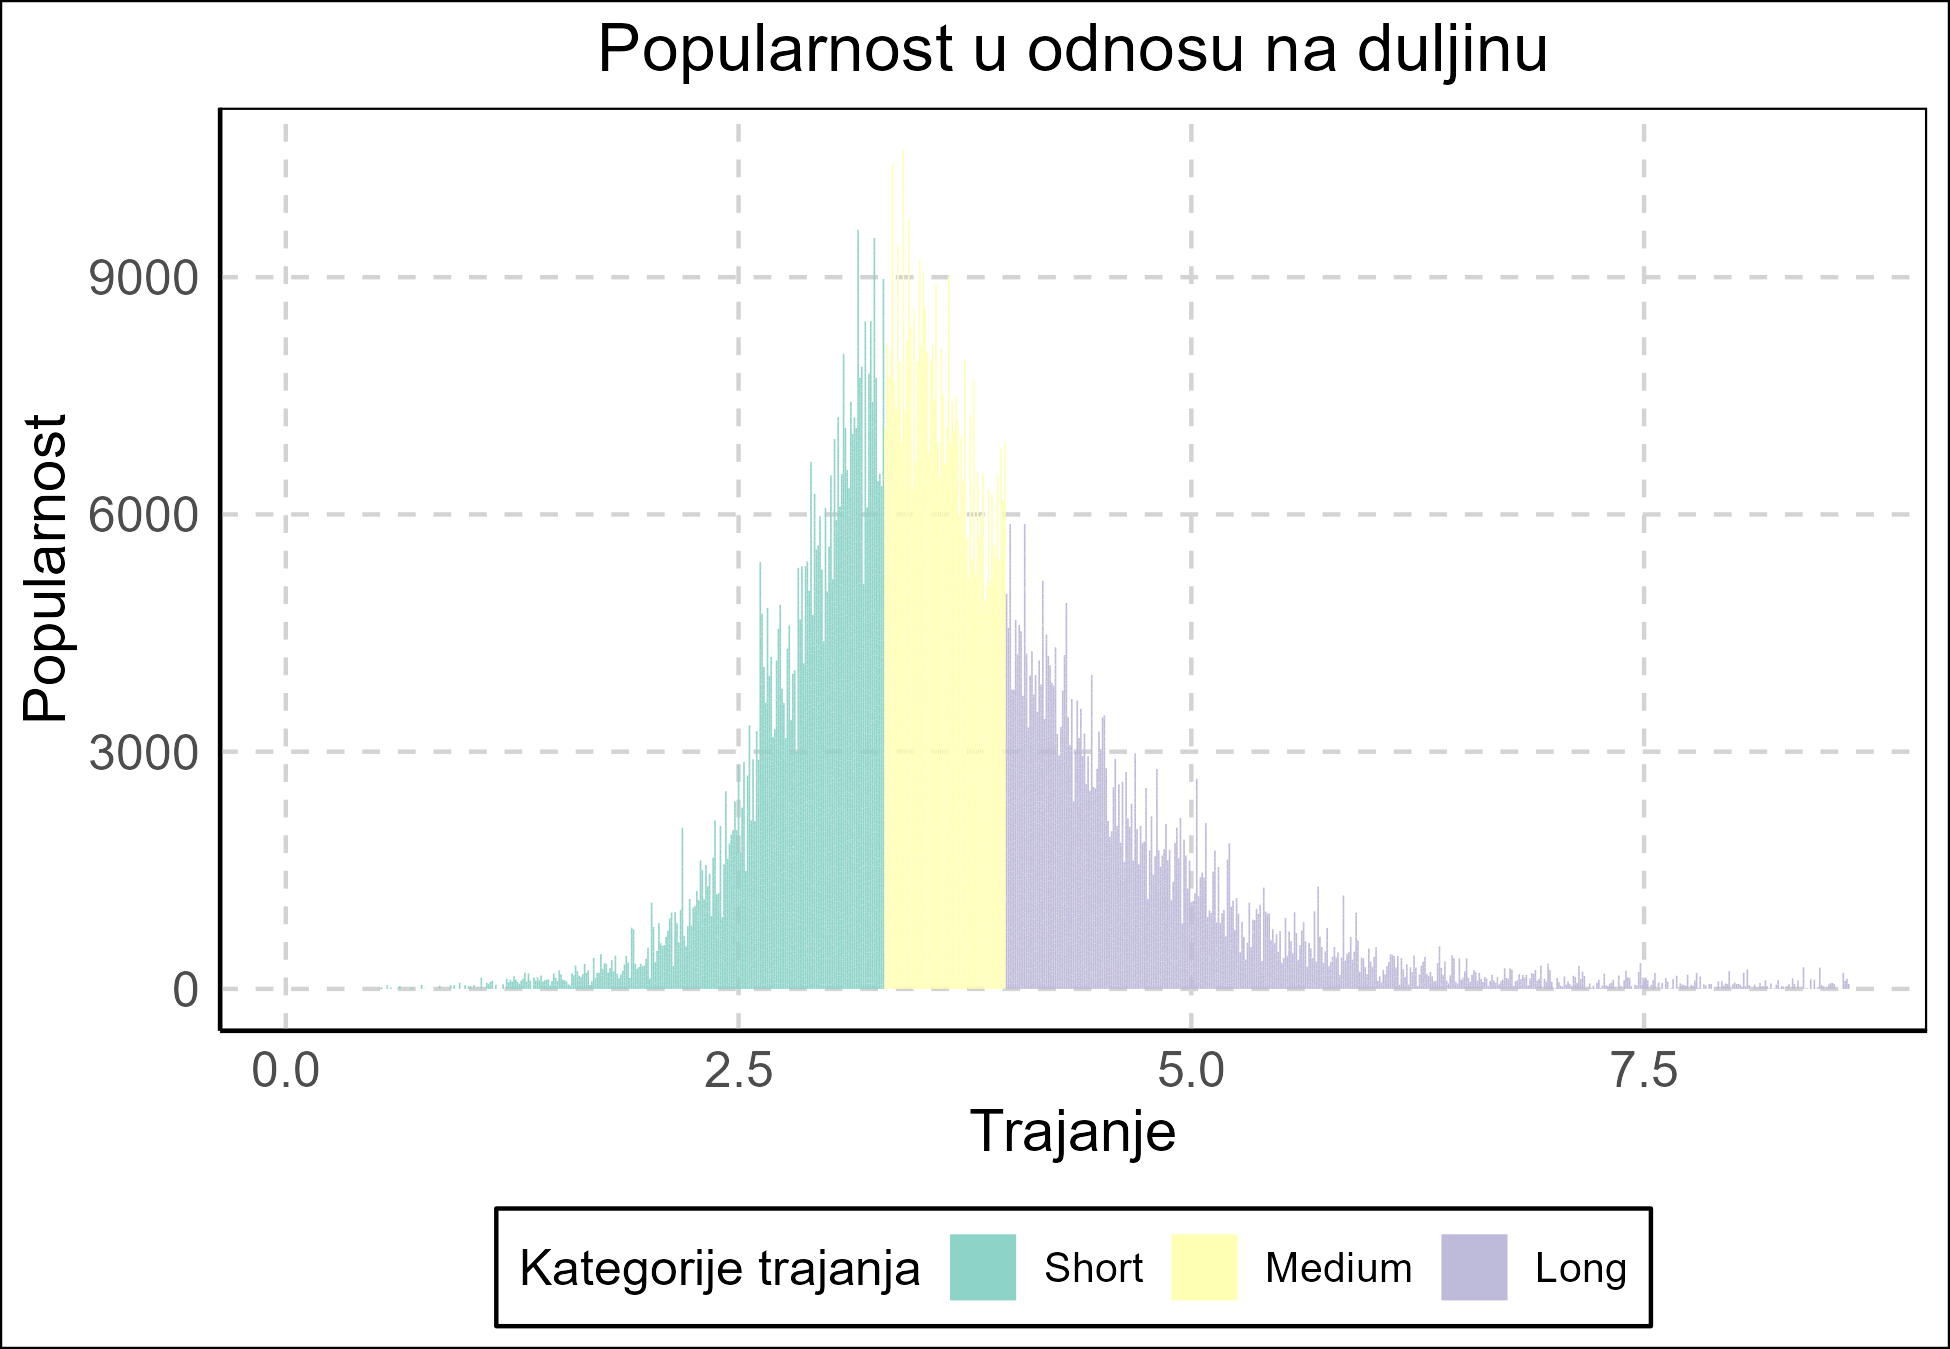 Popularnost u odnosu na duljinu
Popularnost
9000
6000
3000
0
0.0 2.5 5.0 7.5
Trajanje
Kategorije trajanja Short Medium Long